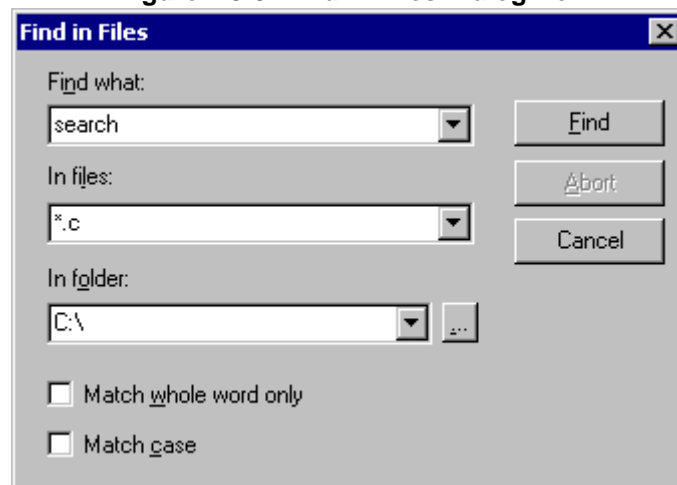 Find in Files
Find what:
search
Find
In files:
Abort
*.c
Cancel
In folder:
C:\
...
Match whole word only
Match case